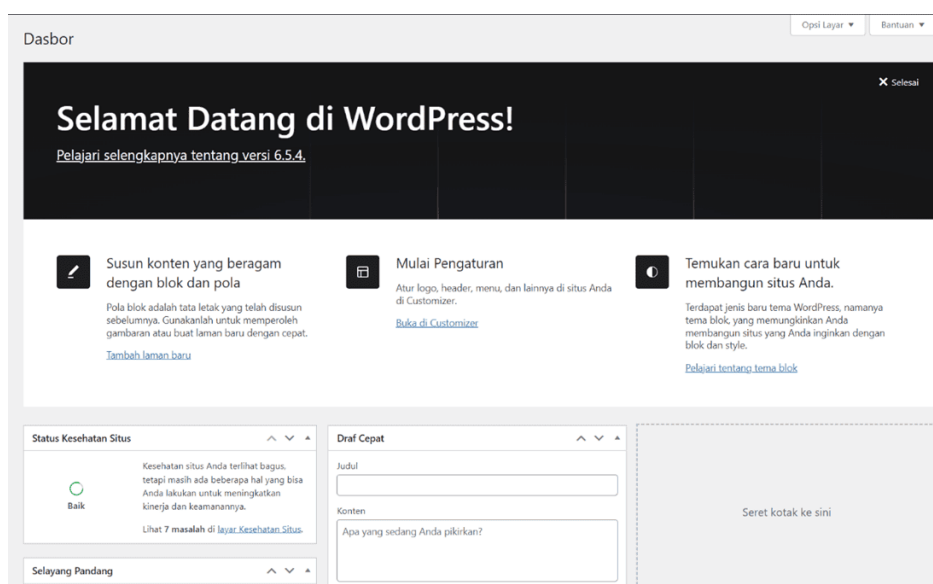 Opsi Layar ▼
Bantuan ▼
Dasbor
Selesai
Selamat Datang di WordPress!
Pelajari selengkapnya tentang versi 6.5.4.
Susun konten yang beragam
dengan blok dan pola
Pola blok adalah tata letak yang telah disusun
sebelumnya. Gunakanlah untuk memperoleh
gambaran atau buat laman baru dengan cepat.
Tambah laman baru
Mulai Pengaturan
Atur logo, header, menu, dan lainnya di situs Anda
di Customizer.
Buka di Customizer
Temukan cara baru untuk
membangun situs Anda.
Terdapat jenis baru tema WordPress, namanya
tema blok, yang memungkinkan Anda
membangun situs yang Anda inginkan dengan
blok dan style.
Pelajari tentang tema blok
Status Kesehatan Situs
Baik
Kesehatan situs Anda terlihat bagus,
tetapi masih ada beberapa hal yang bisa
Anda lakukan untuk meningkatkan
kinerja dan keamanannya.
Lihat 7 masalah di layar Kesehatan Situs.
Selayang Pandang
Draf Cepat
Judul
Konten
Apa yang sedang Anda pikirkan?
Seret kotak ke sini